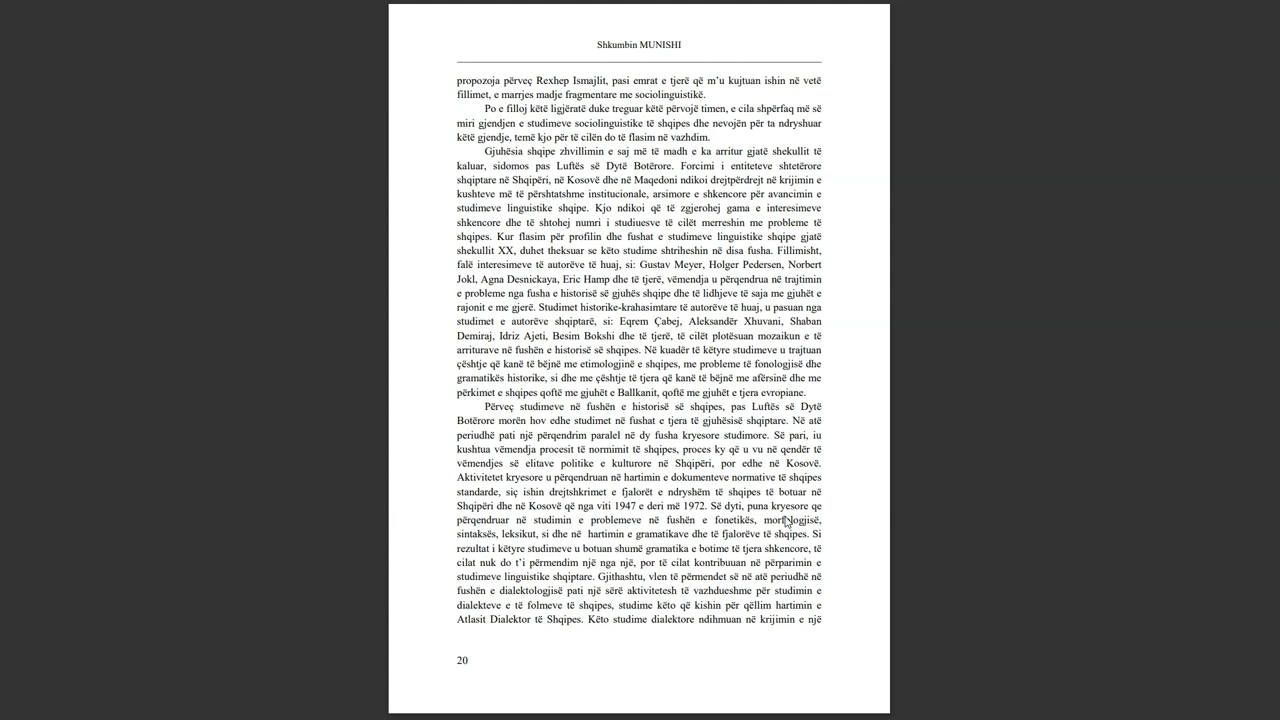 Shkumbin MUNISHI
propozoja përveç Rexhep Ismajlit, pasi emrat e tjerë që m'u kujtuan ishin në vetë
fillimet, e marrjes madje fragmentare me sociolinguistikë.
Po e filloj këtë ligjëratë duke treguar këtë përvojë timen, e cila shpërfaq më së
miri gjendjen e studimeve sociolinguistike të shqipes dhe nevojën për ta ndryshuar
këtë gjendje, temë kjo për të cilën do të flasim në vazhdim.
Gjuhësia shqipe zhvillimin e saj më të madh e ka arritur gjatë shekullit të
kaluar, sidomos pas Luftës së Dytë Botërore. Forcimi i entiteteve shtetërore
shqiptare në Shqipëri, në Kosovë dhe në Maqedoni ndikoi drejtpërdrejt në krijimin e
kushteve më të përshtatshme institucionale, arsimore e shkencore për avancimin e
studimeve linguistike shqipe. Kjo ndikoi që të zgjerohej gama e interesimeve
shkencore dhe të shtohej numri i studiuesve të cilët merreshin me probleme të
shqipes. Kur flasim për profilin dhe fushat e studimeve linguistike shqipe gjatë
shekullit XX, duhet theksuar se këto studime shtriheshin në disa fusha. Fillimisht,
falë interesimeve të autorëve të huaj, si: Gustav Meyer, Holger Pedersen, Norbert
Jokl, Agna Desnickaya, Eric Hamp dhe të tjerë, vëmendja u përqendrua në trajtimin
e probleme nga fusha e historisë së gjuhës shqipe dhe të lidhjeve të saja me gjuhët e
rajonit e me gjerë. Studimet historike-krahasimtare të autorëve të huaj, u pasuan nga
studimet e autorëve shqiptarë, si: Eqrem Çabej, Aleksandër Xhuvani, Shaban
Demiraj, Idriz Ajeti, Besim Bokshi dhe të tjerë, të cilët plotësuan mozaikun e të
arriturave në fushën e historisë së shqipes. Në kuadër të këtyre studimeve u trajtuan
çështje që kanë të bëjnë me etimologjinë e shqipes, me probleme të fonologjisë dhe
gramatikës historike, si dhe me çështje të tjera që kanë të bëjnë me afërsinë dhe me
përkimet e shqipes qoftë me gjuhët e Ballkanit, qoftë me gjuhët e tjera evropiane.
Përveç studimeve në fushën e historisë së shqipes, pas Luftës së Dytë
Botërore morën hov edhe studimet në fushat e tjera të gjuhësisë shqiptare. Në atë
periudhë pati një përqendrim paralel në dy fusha kryesore studimore. Së pari, iu
kushtua vëmendja procesit të normimit të shqipes, proces ky që u vu në qendër të
vëmendjes së elitave politike e kulturore në Shqipëri, por edhe në Kosovë.
Aktivitetet kryesore u përqendruan në hartimin e dokumenteve normative të shqipes
standarde, siç ishin drejtshkrimet e fjalorët e ndryshëm të shqipes të botuar në
Shqipëri dhe në Kosovë që nga viti 1947 e deri më 1972. Së dyti, puna kryesore qe
përqendruar në studimin e problemeve në fushën e fonetikës, morfologjisë,
sintaksës, leksikut, si dhe në hartimin e gramatikave dhe të fjalorëve të shqipes. Si
rezultat i këtyre studimeve u botuan shumë gramatika e botime të tjera shkencore, të
cilat nuk do t'i përmendim një nga një, por të cilat kontribuuan në përparimin e
studimeve linguistike shqiptare. Gjithashtu, vlen të përmendet së në atë periudhë në
fushën e dialektologjisë pati një sërë aktivitetesh të vazhdueshme për studimin e
dialekteve e të folmeve të shqipes, studime këto që kishin për qëllim hartimin e
Atlasit Dialektor të Shqipes. Këto studime dialektore ndihmuan në krijimin e një
20